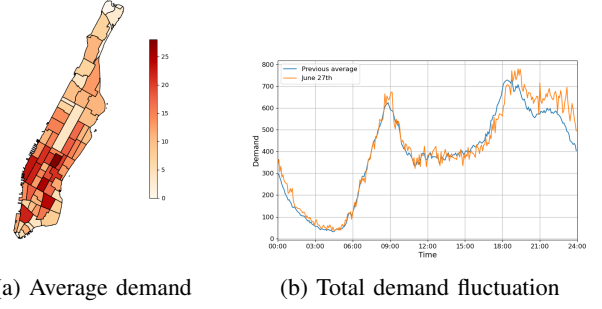 25
20
15
10
5
0
800
700
600
500
400
300
200
100
0
Demand
Previous average
June 27th
00:00 03:00 06:00 09:00 12:00 15:00 18:00 21:00 24:00
Time
a) Average demand
(b) Total demand fluctuation